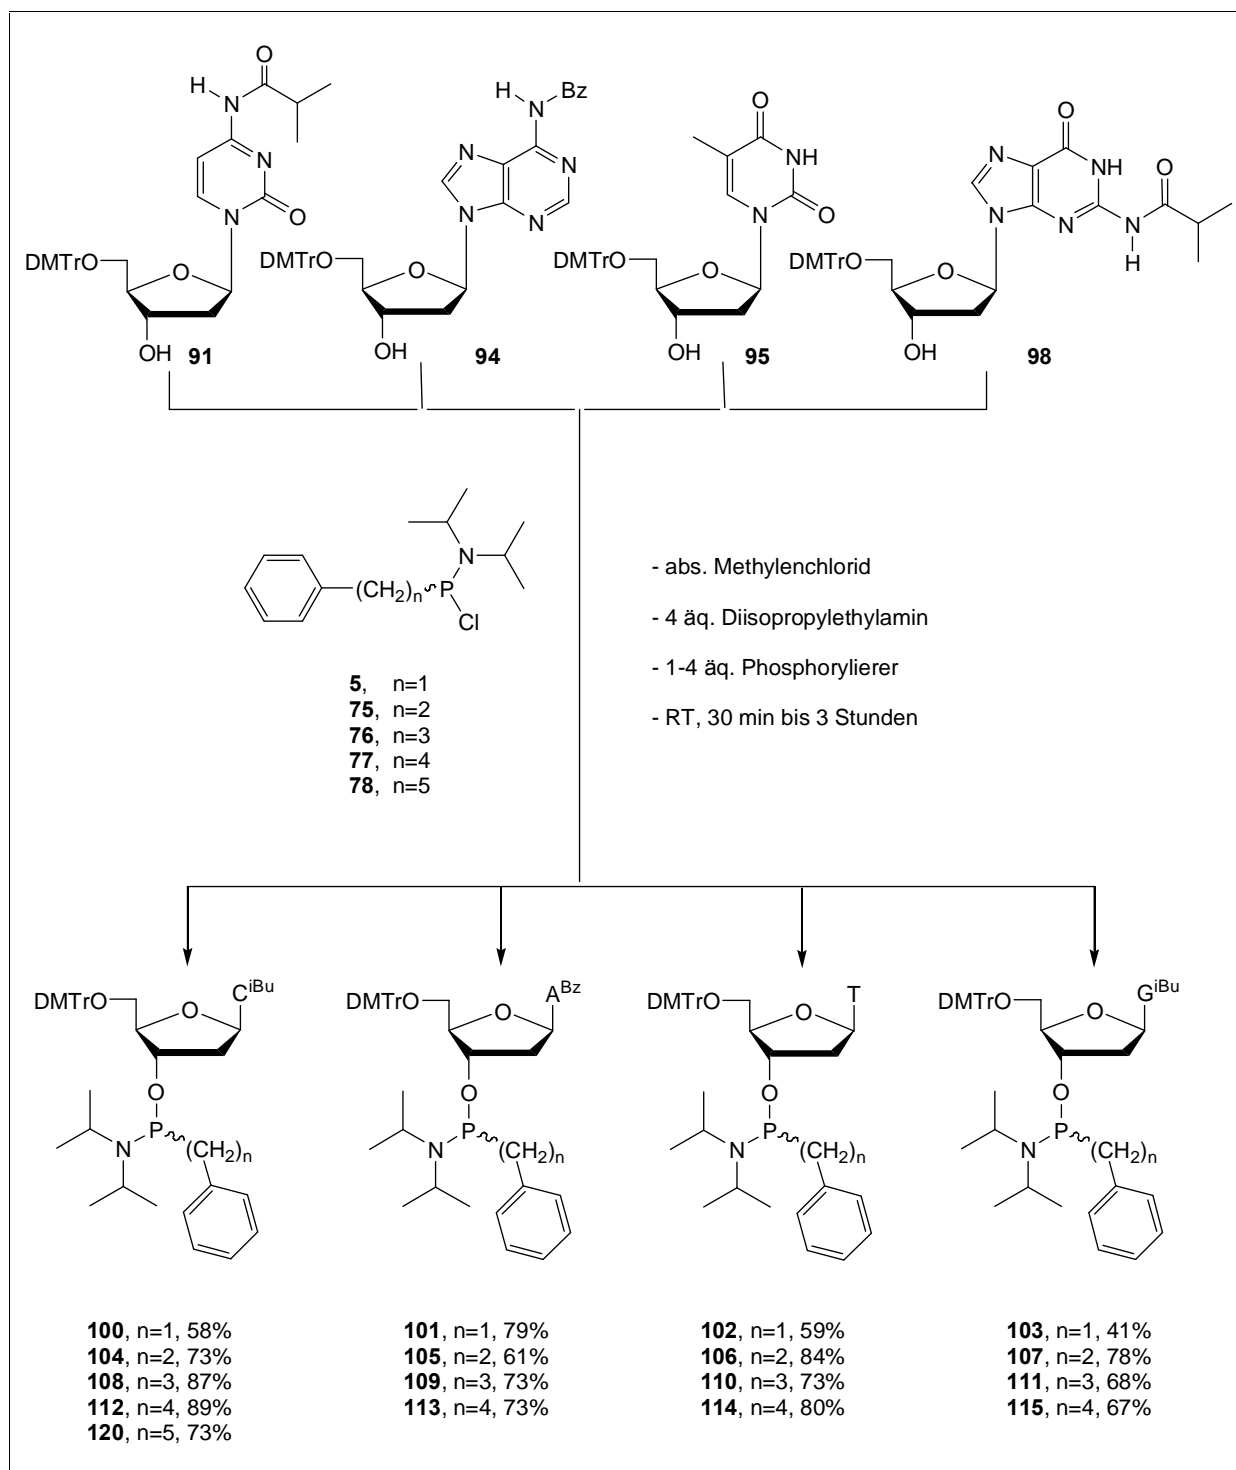 O
H
N
N
N
O
DMTrO
O
OH
91
H
N
Bz
N
N
N
N
DMTrO
O
OH
94
O
NH
N
O
DMTrO
O
OH
95
O
N
NH
N
N
N
H
O
DMTrO
O
OH
98
N
(CH2)n
P
Cl
5, n=1
75, n=2
76, n=3
77, n=4
78, n=5
- abs. Methylenchlorid
- 4 äq. Diisopropylethylamin
- 1-4 äq. Phosphorylierer
- RT, 30 min bis 3 Stunden
DMTrO
O
CiBu
O
N
P
(CH2)n
100, n=1, 58%
104, n=2, 73%
108, n=3, 87%
112, n=4, 89%
120, n=5, 73%
DMTrO
O
ABz
O
N
P
(CH2)n
101, n=1, 79%
105, n=2, 61%
109, n=3, 73%
113, n=4, 73%
DMTrO
O
T
O
N
P
(CH2)n
102, n=1, 59%
106, n=2, 84%
110, n=3, 73%
114, n=4, 80%
DMTrO
O
GiBu
O
N
P
(CH2)n
103, n=1, 41%
107, n=2, 78%
111, n=3, 68%
115, n=4, 67%